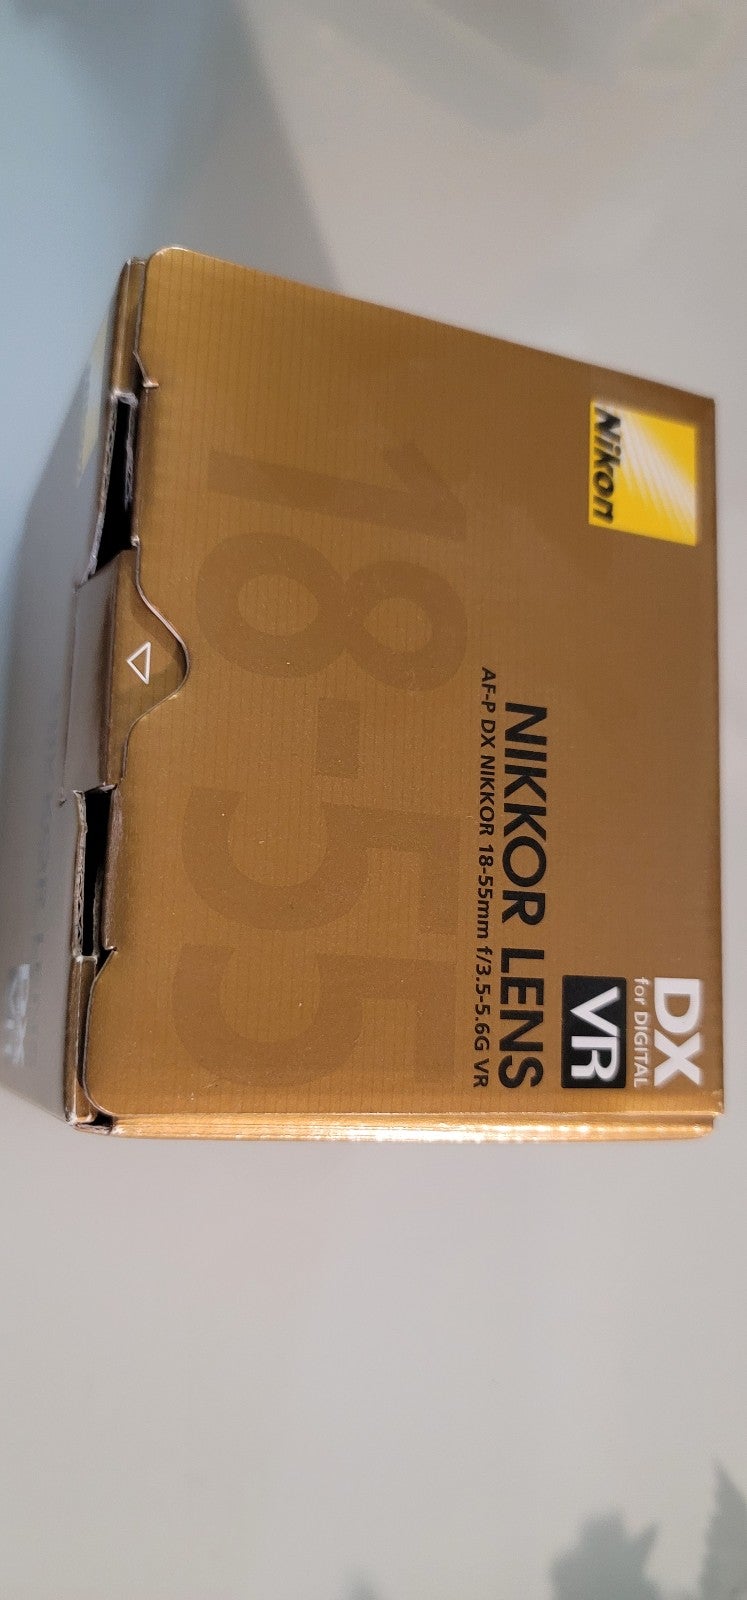 Nikon
DX
for DIGITAL
VR
NIKKOR LENS
AF-P DX NIKKOR 18-55mm f/3.5-5.6G VR
18-55